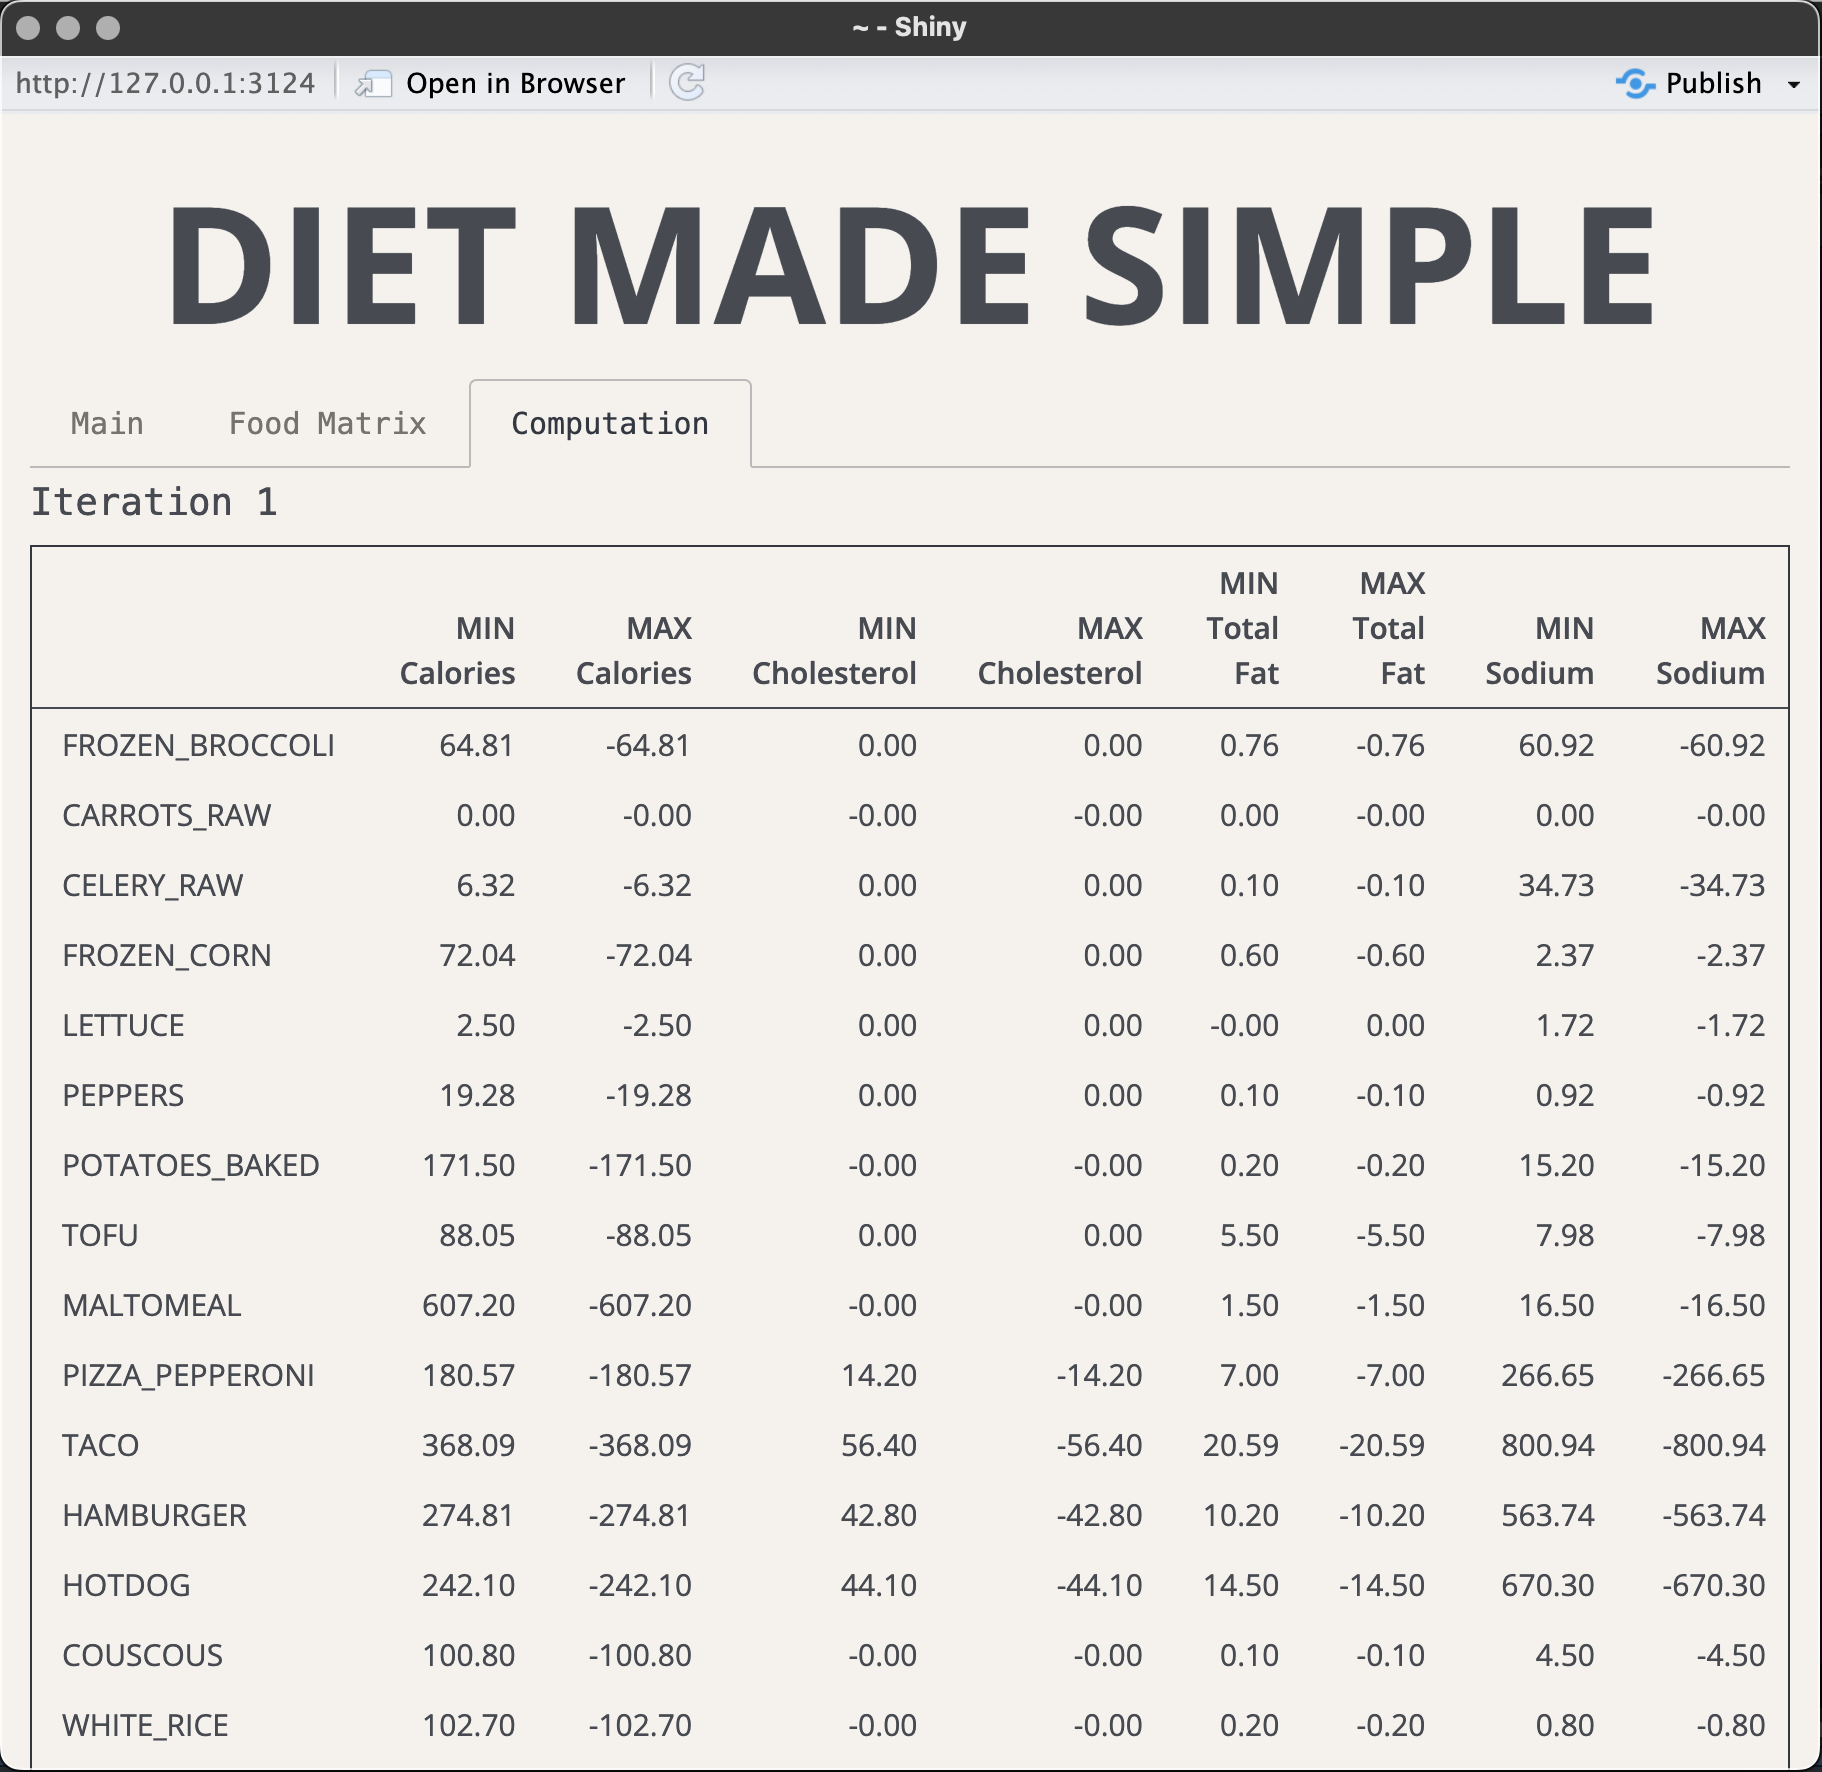 ~ - Shiny
http://127.0.0.1:3124 Open in Browser Publish
DIET MADE SIMPLE
Main Food Matrix Computation
Iteration 1
MIN Calories MAX Calories MIN Cholesterol MAX Cholesterol MIN Total Fat MAX Total Fat MIN Sodium MAX Sodium
FROZEN_BROCCOLI 64.81 -64.81 0.00 0.00 0.76 -0.76 60.92 -60.92
CARROTS_RAW 0.00 -0.00 -0.00 -0.00 0.00 -0.00 0.00 -0.00
CELERY_RAW 6.32 -6.32 0.00 0.00 0.10 -0.10 34.73 -34.73
FROZEN_CORN 72.04 -72.04 0.00 0.00 0.60 -0.60 2.37 -2.37
LETTUCE 2.50 -2.50 0.00 0.00 -0.00 0.00 1.72 -1.72
PEPPERS 19.28 -19.28 0.00 0.00 0.10 -0.10 0.92 -0.92
POTATOES_BAKED 171.50 -171.50 -0.00 -0.00 0.20 -0.20 15.20 -15.20
TOFU 88.05 -88.05 0.00 0.00 5.50 -5.50 7.98 -7.98
MALTOMEAL 607.20 -607.20 -0.00 -0.00 1.50 -1.50 16.50 -16.50
PIZZA_PEPPERONI 180.57 -180.57 14.20 -14.20 7.00 -7.00 266.65 -266.65
TACO 368.09 -368.09 56.40 -56.40 20.59 -20.59 800.94 -800.94
HAMBURGER 274.81 -274.81 42.80 -42.80 10.20 -10.20 563.74 -563.74
HOTDOG 242.10 -242.10 44.10 -44.10 14.50 -14.50 670.30 -670.30
COUSCOUS 100.80 -100.80 -0.00 -0.00 0.10 -0.10 4.50 -4.50
WHITE_RICE 102.70 -102.70 -0.00 -0.00 0.20 -0.20 0.80 -0.80